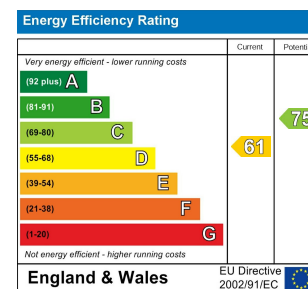 Energy Efficiency Rating
Current Potenti
Very energy efficient - lower running costs
(92 plus) A
(81-91) B
(69-80) C
(55-68) D
(39-54) E
(21-38) F
(1-20) G
61
75
Not energy efficient - higher running costs
England & Wales
EU Directive
2002/91/EC